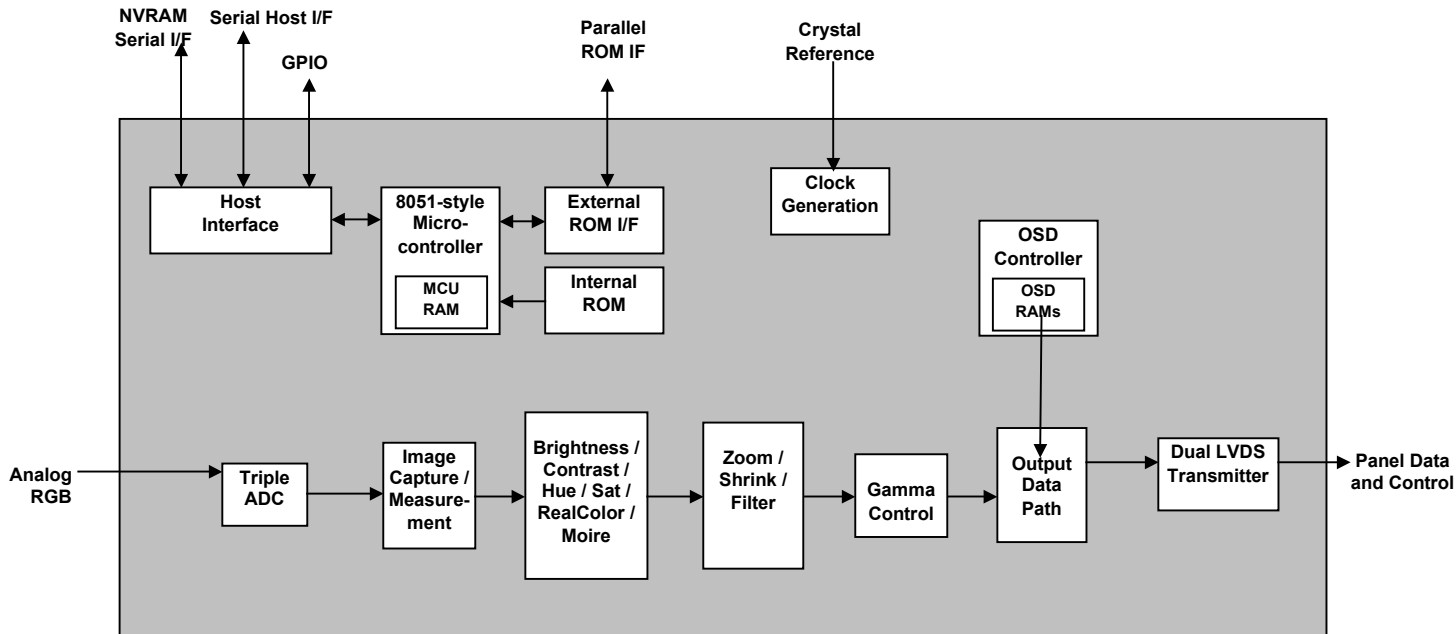 NVRAM
Serial I/F
Serial Host I/F
GPIO
Parallel
ROM IF
Crystal
Reference
Host
Interface
8051-style
Micro-
controller
MCU
RAM
External
ROM I/F
Internal
ROM
Clock
Generation
OSD
Controller
OSD
RAMs
Analog
RGB
Triple
ADC
Image
Capture /
Measure-
ment
Brightness /
Contrast /
Hue / Sat /
RealColor /
Moire
Zoom /
Shrink /
Filter
Gamma
Control
Output
Data
Path
Dual LVDS
Transmitter
Panel Data
and Control